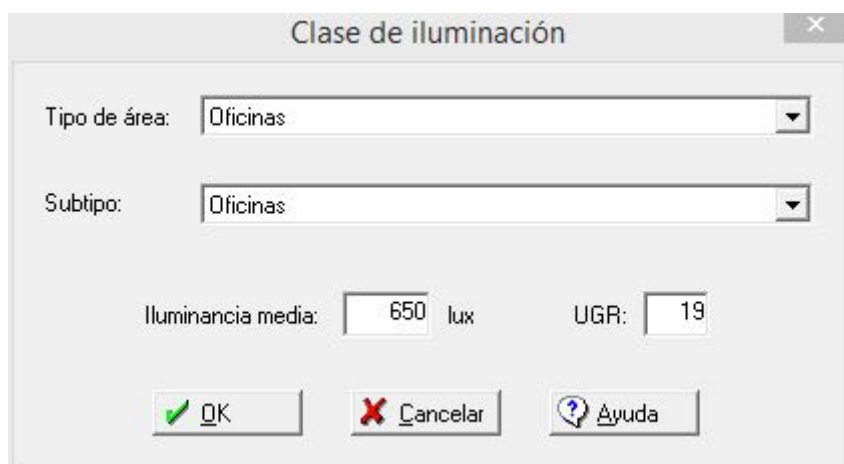 Clase de iluminación
Tipo de área: Oficinas
Subtipo: Oficinas
Iluminancia media: 650 lux UGR: 19
OK Cancelar Ayuda